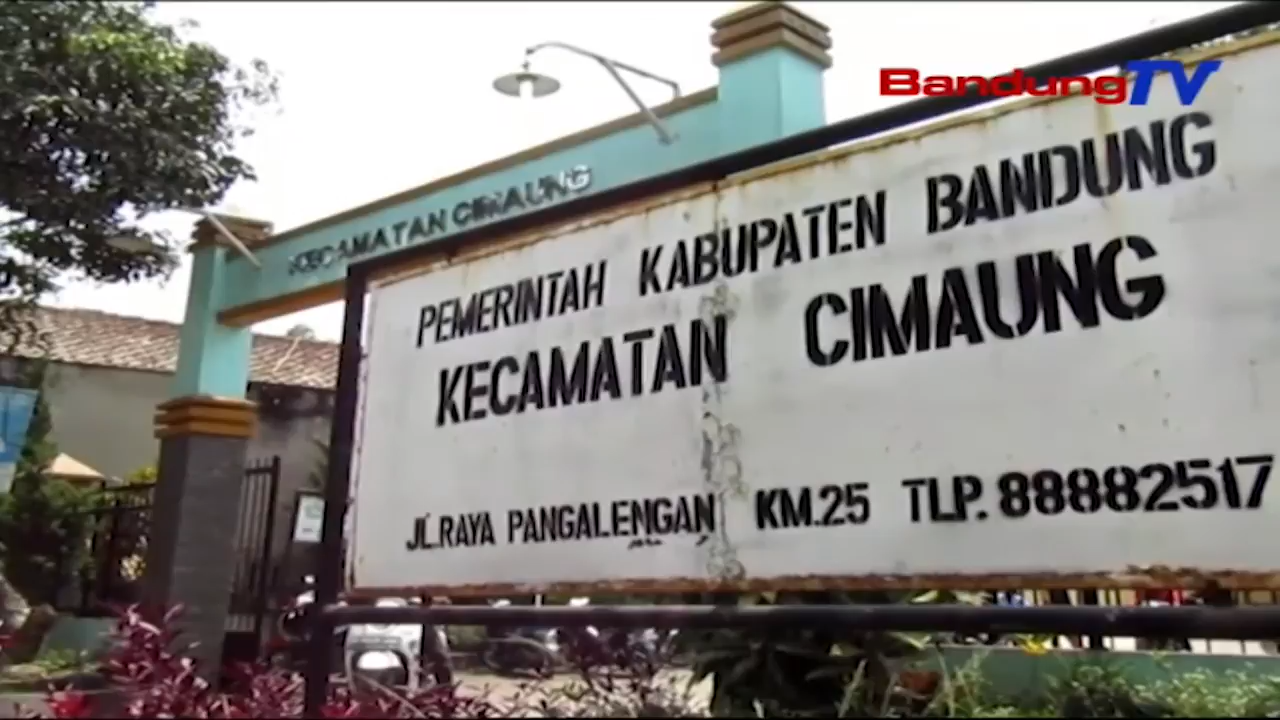 BandungTV
KECAMATAN CIMAUNG
PEMERINTAH KABUPATEN BANDUNG
KECAMATAN CIMAUNG
JL.RAYA PANGALENGAN KM.25 TLP. 88882517